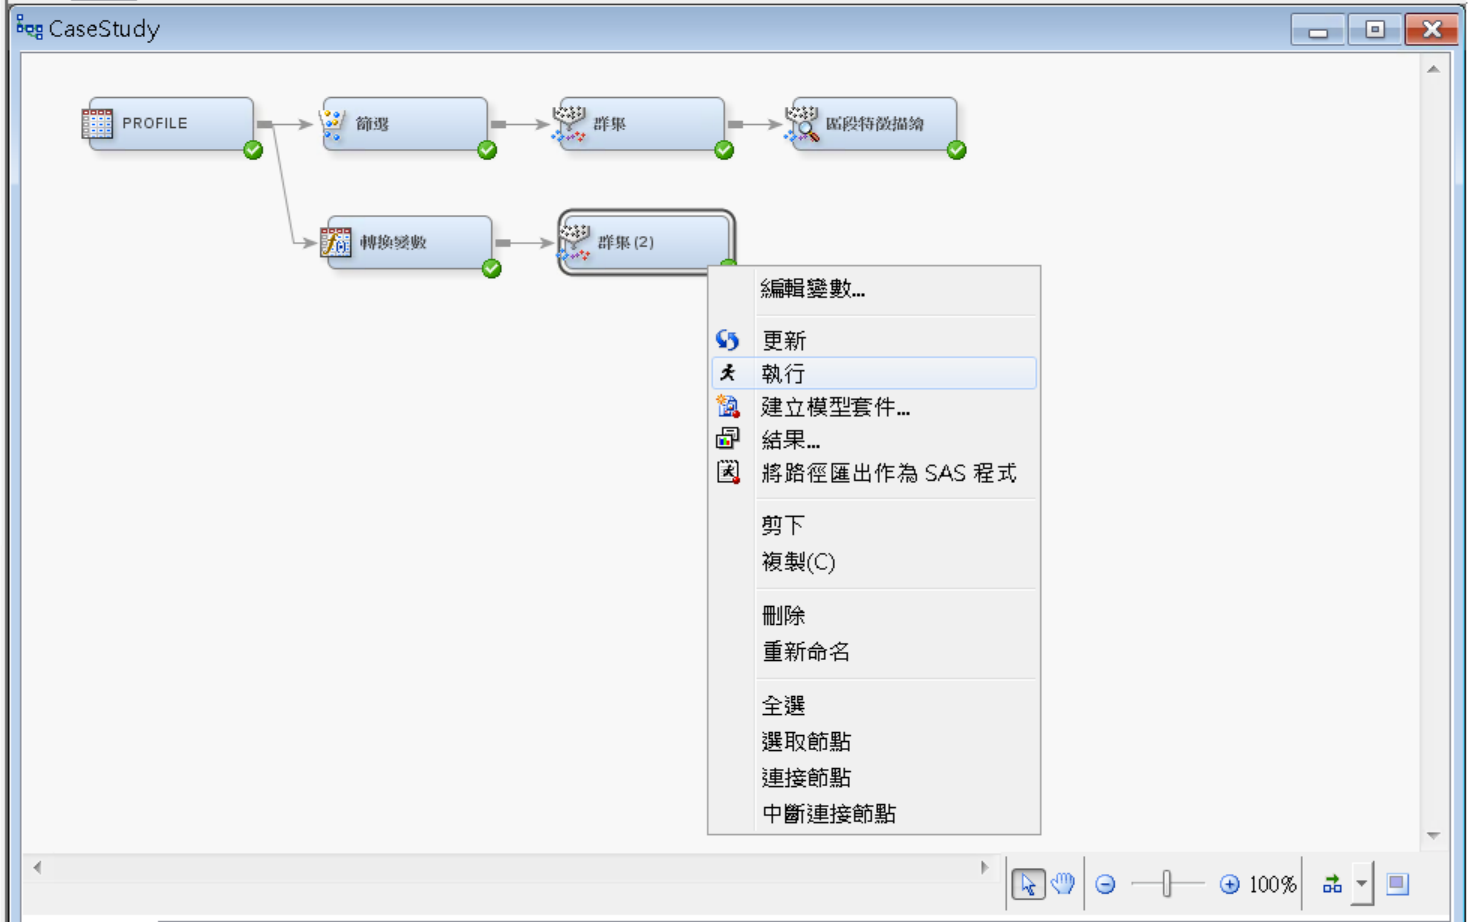 CaseStudy
PROFILE
篩選
群集
區段特徵描繪
轉換變數
群集 (2)
編輯變數...
更新
執行
建立模型套件...
結果...
將路徑匯出作為 SAS 程式
剪下
複製(C)
刪除
重新命名
全選
選取節點
連接節點
中斷連接節點
100%